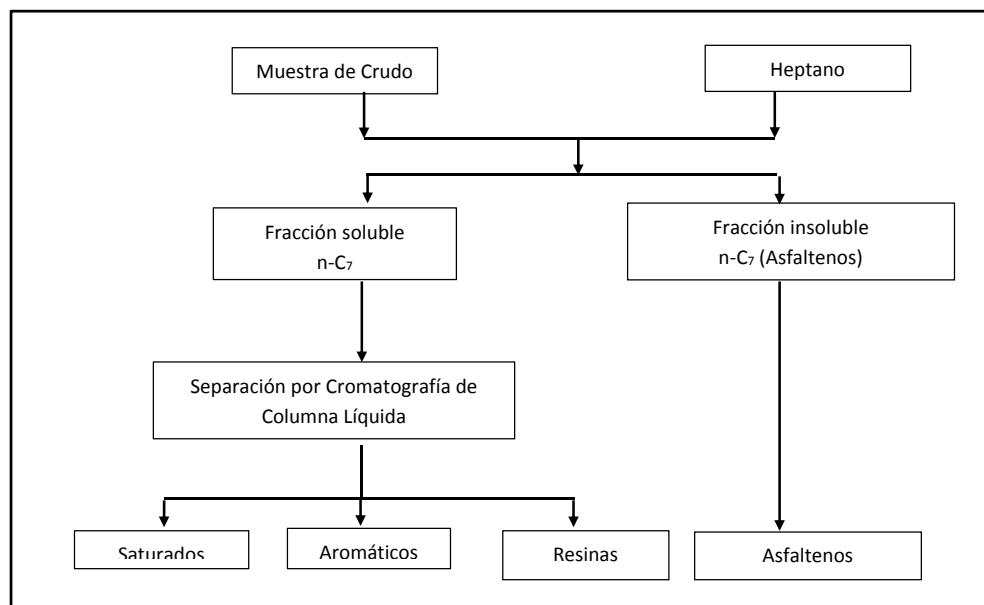 Muestra de Crudo
Heptano
Fracción soluble
n-C₇
Fracción insoluble
n-C₇ (Asfaltenos)
Separación por Cromatografía de
Columna Líquida
Saturados
Aromáticos
Resinas
Asfaltenos